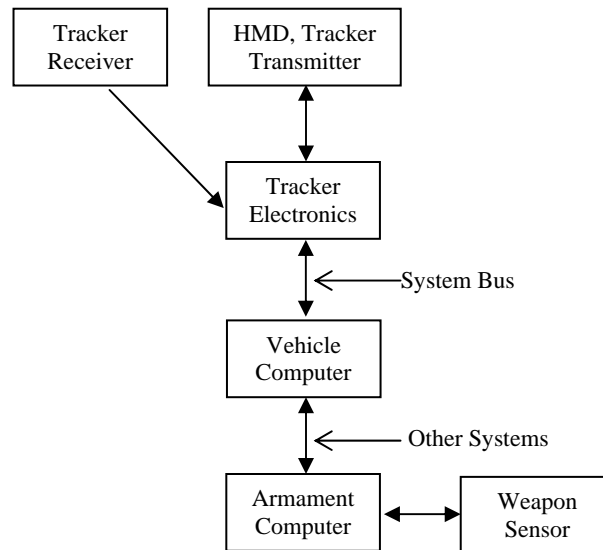 Tracker
Receiver
HMD, Tracker
Transmitter
Tracker
Electronics
System Bus
Vehicle
Computer
Other Systems
Armament
Computer
Weapon
Sensor